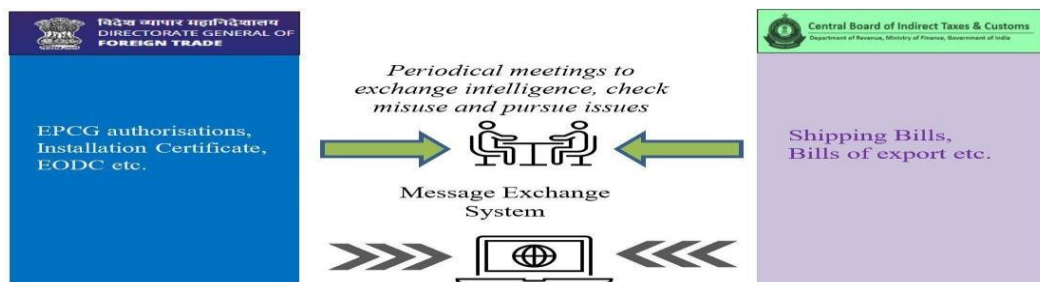 विदेश व्यापार महानिदेशालय
DIRECTORATE GENERAL OF
FOREIGN TRADE
EPCG authorisations,
Installation Certificate,
EODC etc.
Periodical meetings to
exchange intelligence, check
misuse and pursue issues
Message Exchange
System
Central Board of Indirect Taxes & Customs
Department of Revenue, Ministry of Finance, Government of India
Shipping Bills,
Bills of export etc.